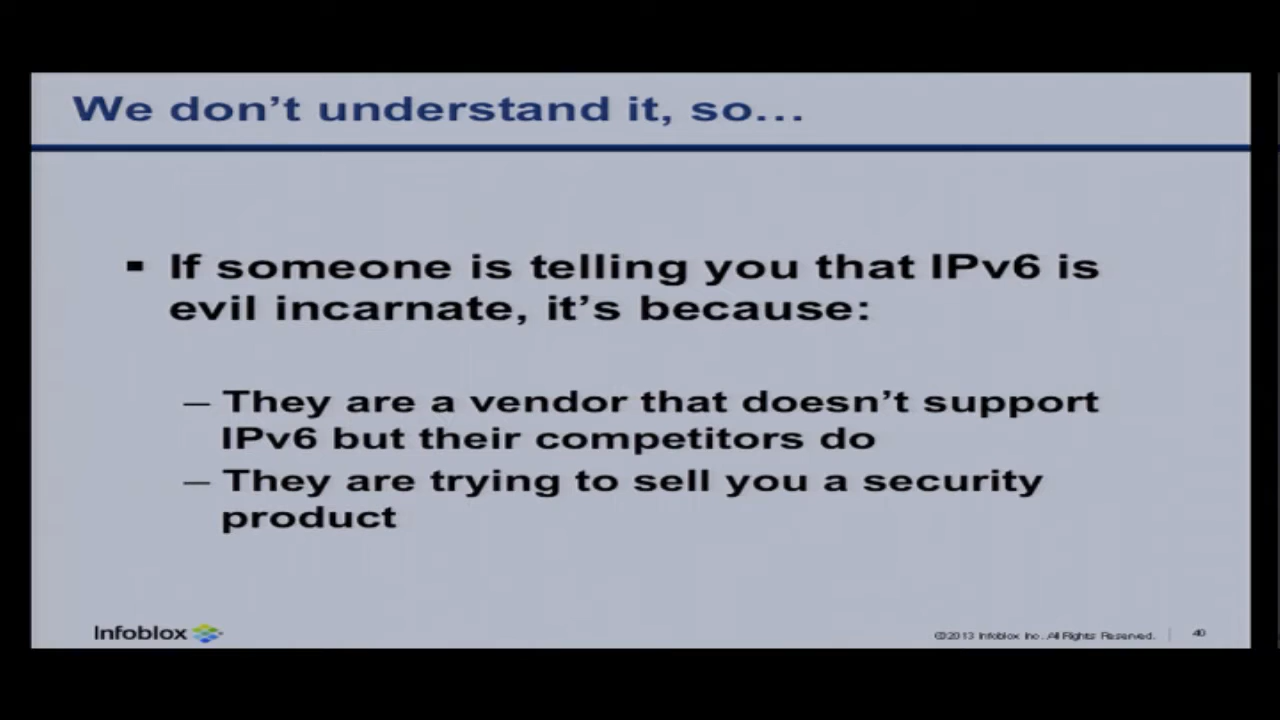 We don't understand it, so...
▪ If someone is telling you that IPv6 is
evil incarnate, it's because:
– They are a vendor that doesn't support
IPv6 but their competitors do
– They are trying to sell you a security
product
Infoblox
©2013 Infoblox Inc. All Rights Reserved. | 40